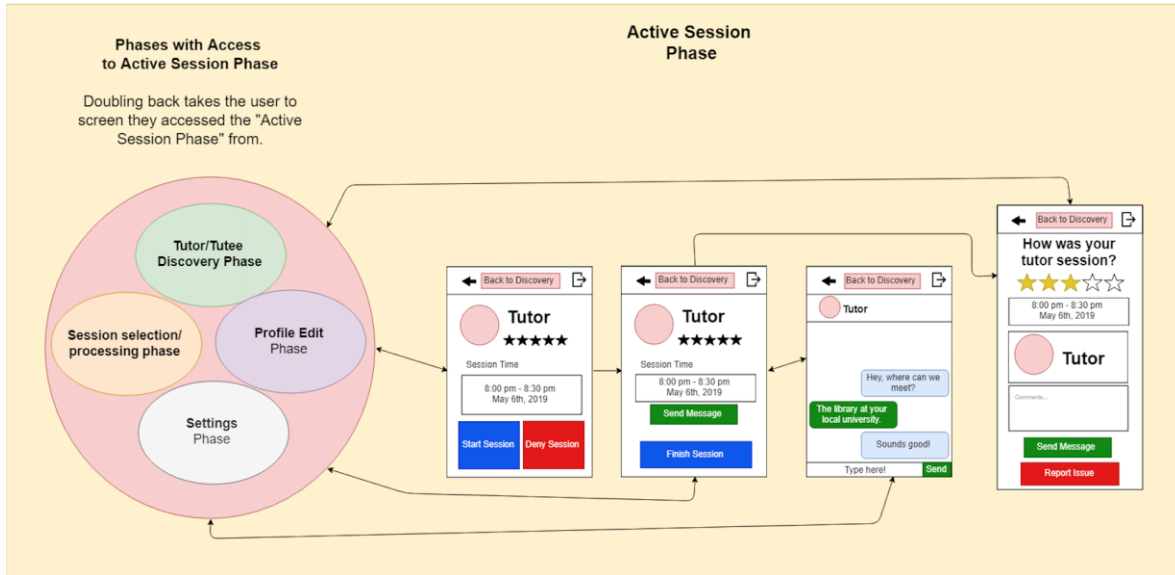 Phases with Access
to Active Session Phase
Doubling back takes the user to
screen they accessed the "Active
Session Phase" from.
Active Session
Phase
Tutor/Tutee
Discovery Phase
Session selection/
processing phase
Profile Edit
Phase
Settings
Phase
Back to Discovery
Tutor
Session Time
8:00 pm - 8:30 pm
May 6th, 2019
Start Session
Deny Session
Back to Discovery
Tutor
Session Time
8:00 pm - 8:30 pm
May 6th, 2019
Send Message
Finish Session
Back to Discovery
Tutor
Hey, where can we
meet?
The library at your
local university.
Sounds good!
Type here!
Send
Back to Discovery
How was your
tutor session?
8:00 pm - 8:30 pm
May 6th, 2019
Tutor
Comments...
Send Message
Report Issue